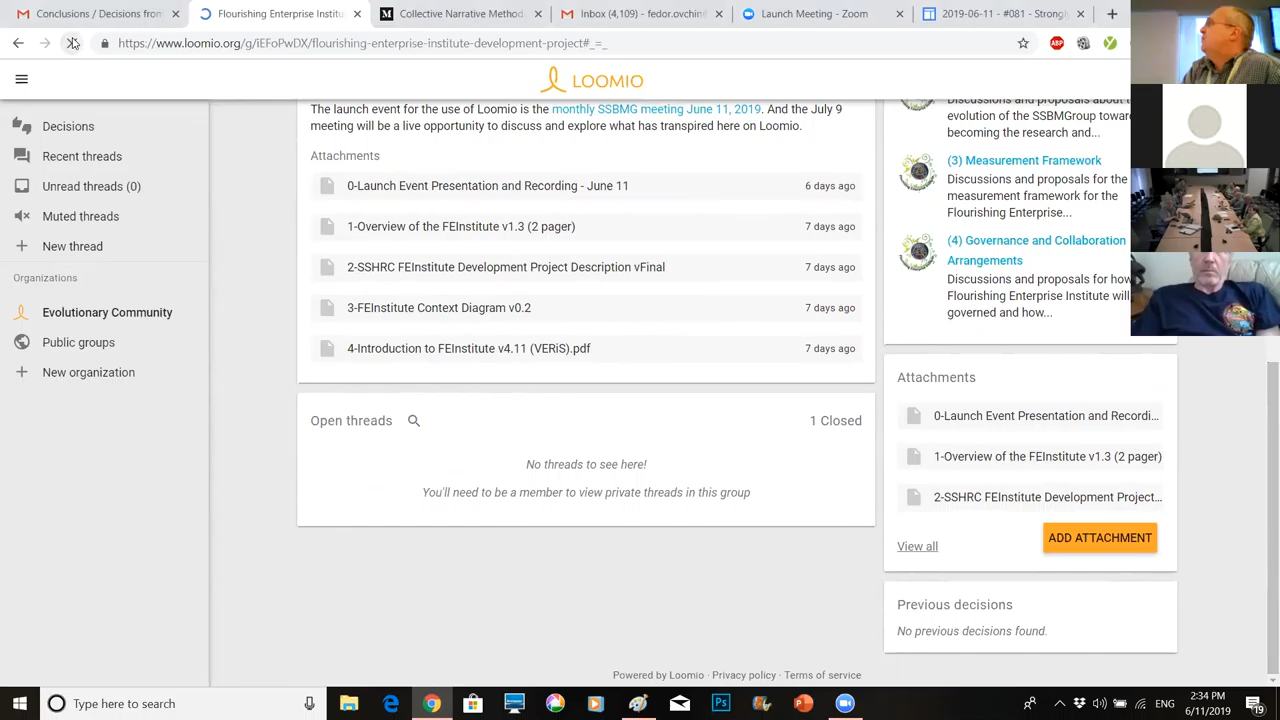 Conclusions / Decisions from
Flourishing Enterprise Institu
Collective Narrative Method
Inbox (4,109) - fedor.ovchin
Launch Meeting - Zoom
2019-06-11 - #081 - Strongl
https://www.loomio.org/g/iEFoPwDX/flourishing-enterprise-institute-development-project#_=_
ABP
LOOMIO
Decisions
Recent threads
Unread threads (0)
Muted threads
New thread
Organizations
Evolutionary Community
Public groups
New organization
The launch event for the use of Loomio is the monthly SSBMG meeting June 11, 2019. And the July 9
meeting will be a live opportunity to discuss and explore what has transpired here on Loomio.
Attachments
0-Launch Event Presentation and Recording - June 11 6 days ago
1-Overview of the FEInstitute v1.3 (2 pager) 7 days ago
2-SSHRC FEInstitute Development Project Description vFinal 7 days ago
3-FEInstitute Context Diagram v0.2 7 days ago
4-Introduction to FEInstitute v4.11 (VERiS).pdf 7 days ago
Open threads 1 Closed
No threads to see here!
You'll need to be a member to view private threads in this group
Discussions and proposals about t
evolution of the SSBMGroup towar
becoming the research and...
(3) Measurement Framework
Discussions and proposals for the
measurement framework for the
Flourishing Enterprise...
(4) Governance and Collaboration
Arrangements
Discussions and proposals for how
Flourishing Enterprise Institute will
governed and how...
Attachments
0-Launch Event Presentation and Recordi...
1-Overview of the FEInstitute v1.3 (2 pager)
2-SSHRC FEInstitute Development Project...
View all
ADD ATTACHMENT
Previous decisions
No previous decisions found.
Powered by Loomio · Privacy policy · Terms of service
Type here to search
ENG
2:34 PM
6/11/2019
19